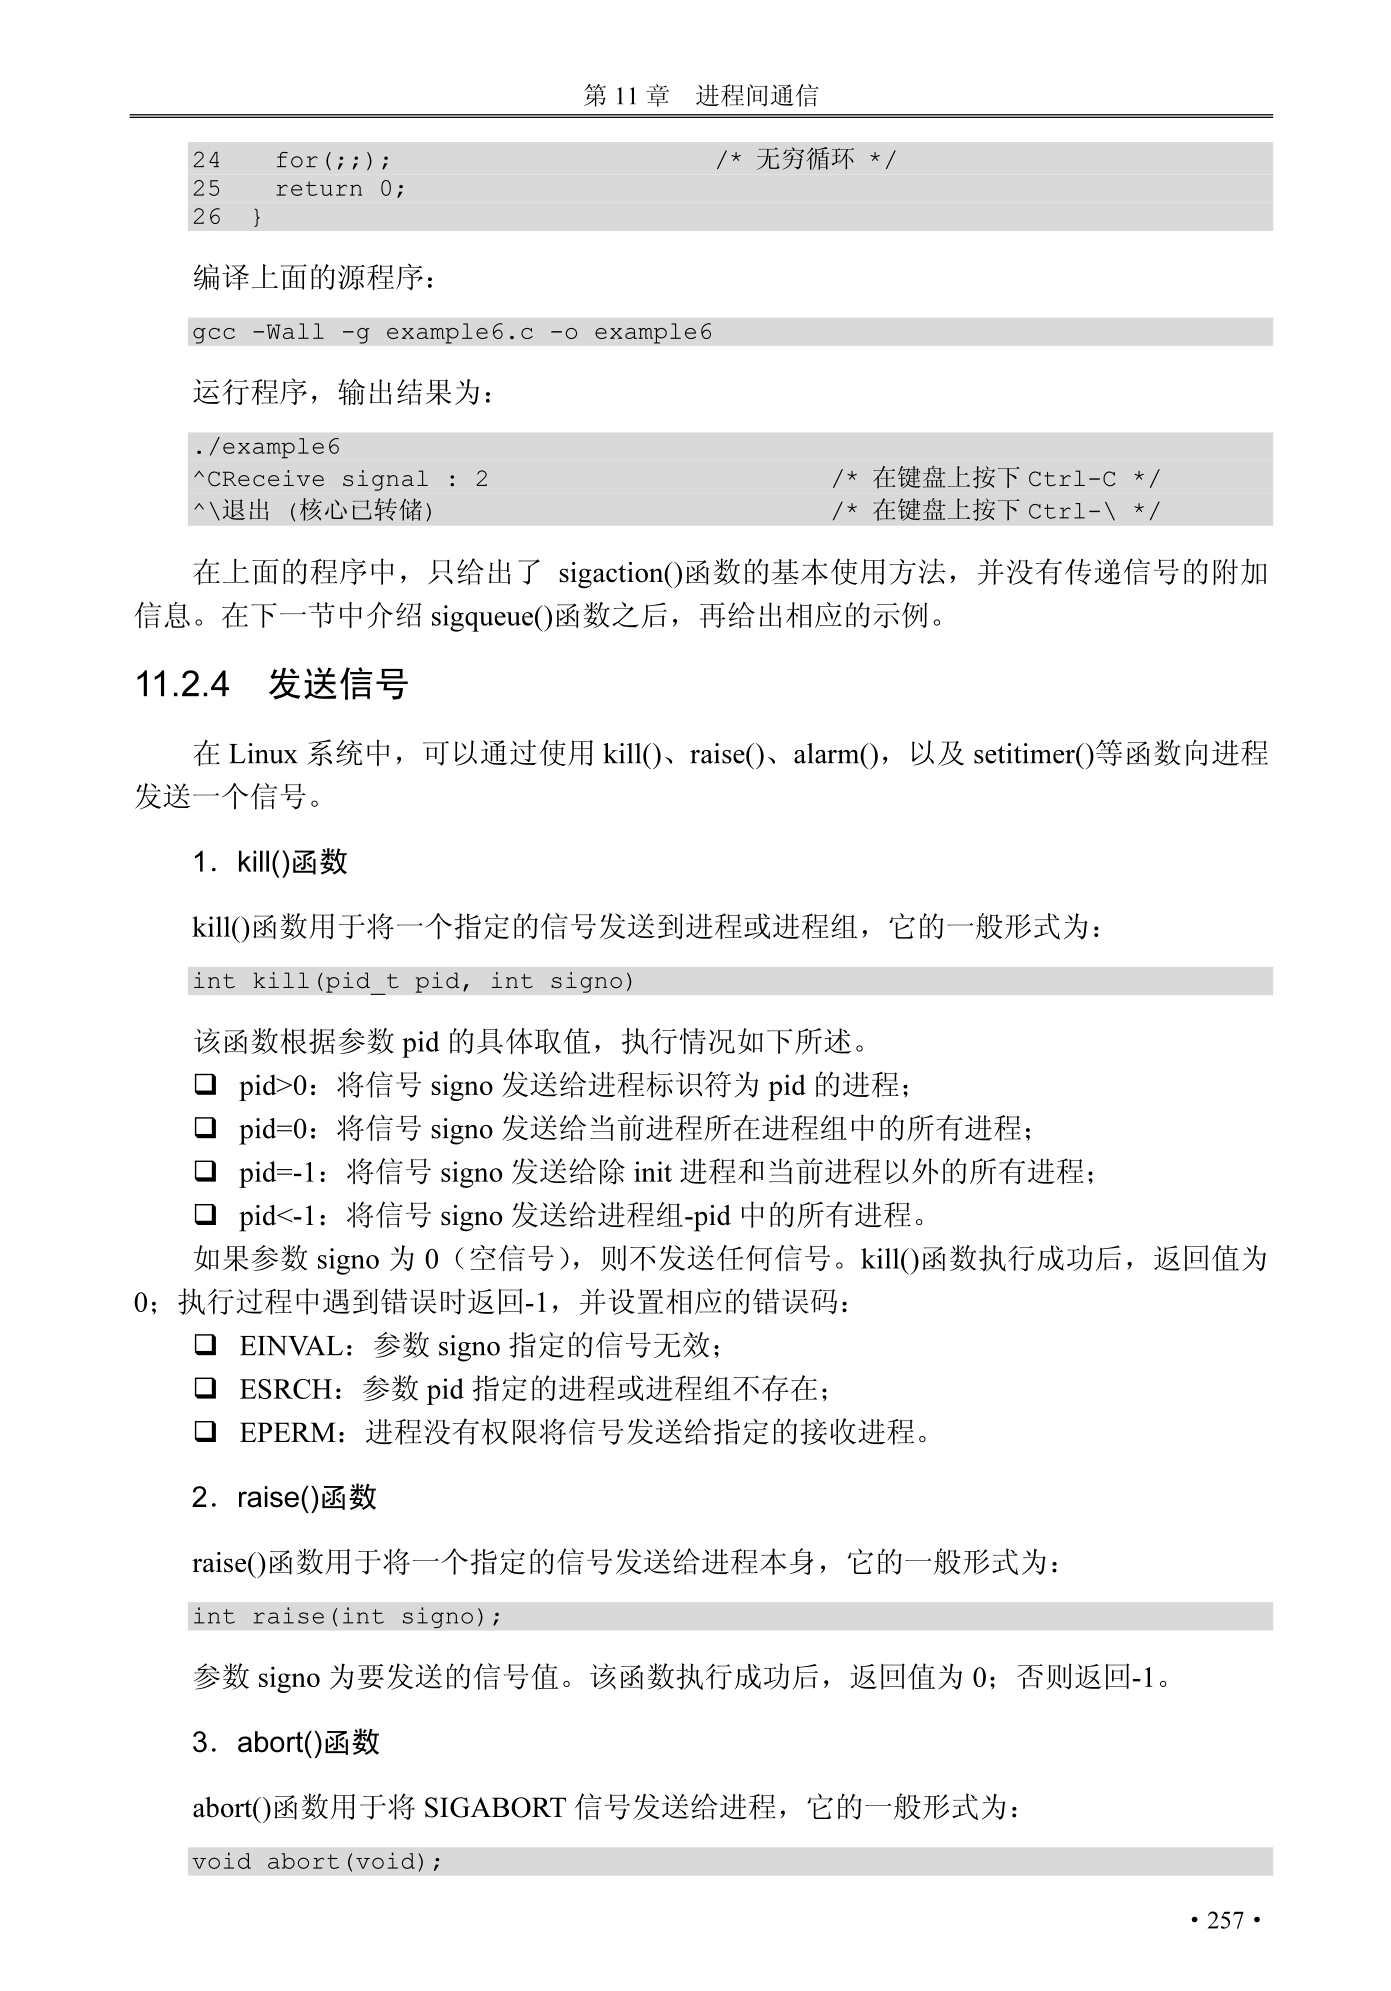 第 11 章　进程间通信
24   for(;;);                      /* 无穷循环 */
25   return 0;
26  }
编译上面的源程序：
gcc -Wall -g example6.c -o example6
运行程序，输出结果为：
./example6
^CReceive signal : 2                       /* 在键盘上按下 Ctrl-C */
^\退出 (核心已转储)                           /* 在键盘上按下 Ctrl-\ */
在上面的程序中，只给出了 sigaction()函数的基本使用方法，并没有传递信号的附加
信息。在下一节中介绍 sigqueue()函数之后，再给出相应的示例。
11.2.4　发送信号
在 Linux 系统中，可以通过使用 kill()、raise()、alarm()，以及 setitimer()等函数向进程
发送一个信号。
1．kill()函数
kill()函数用于将一个指定的信号发送到进程或进程组，它的一般形式为：
int kill(pid_t pid, int signo)
该函数根据参数 pid 的具体取值，执行情况如下所述。
❑ pid>0：将信号 signo 发送给进程标识符为 pid 的进程；
❑ pid=0：将信号 signo 发送给当前进程所在进程组中的所有进程；
❑ pid=-1：将信号 signo 发送给除 init 进程和当前进程以外的所有进程；
❑ pid<-1：将信号 signo 发送给进程组-pid 中的所有进程。
如果参数 signo 为 0（空信号），则不发送任何信号。kill()函数执行成功后，返回值为
0；执行过程中遇到错误时返回-1，并设置相应的错误码：
❑ EINVAL：参数 signo 指定的信号无效；
❑ ESRCH：参数 pid 指定的进程或进程组不存在；
❑ EPERM：进程没有权限将信号发送给指定的接收进程。
2．raise()函数
raise()函数用于将一个指定的信号发送给进程本身，它的一般形式为：
int raise(int signo);
参数 signo 为要发送的信号值。该函数执行成功后，返回值为 0；否则返回-1。
3．abort()函数
abort()函数用于将 SIGABORT 信号发送给进程，它的一般形式为：
void abort(void);
• 257 •